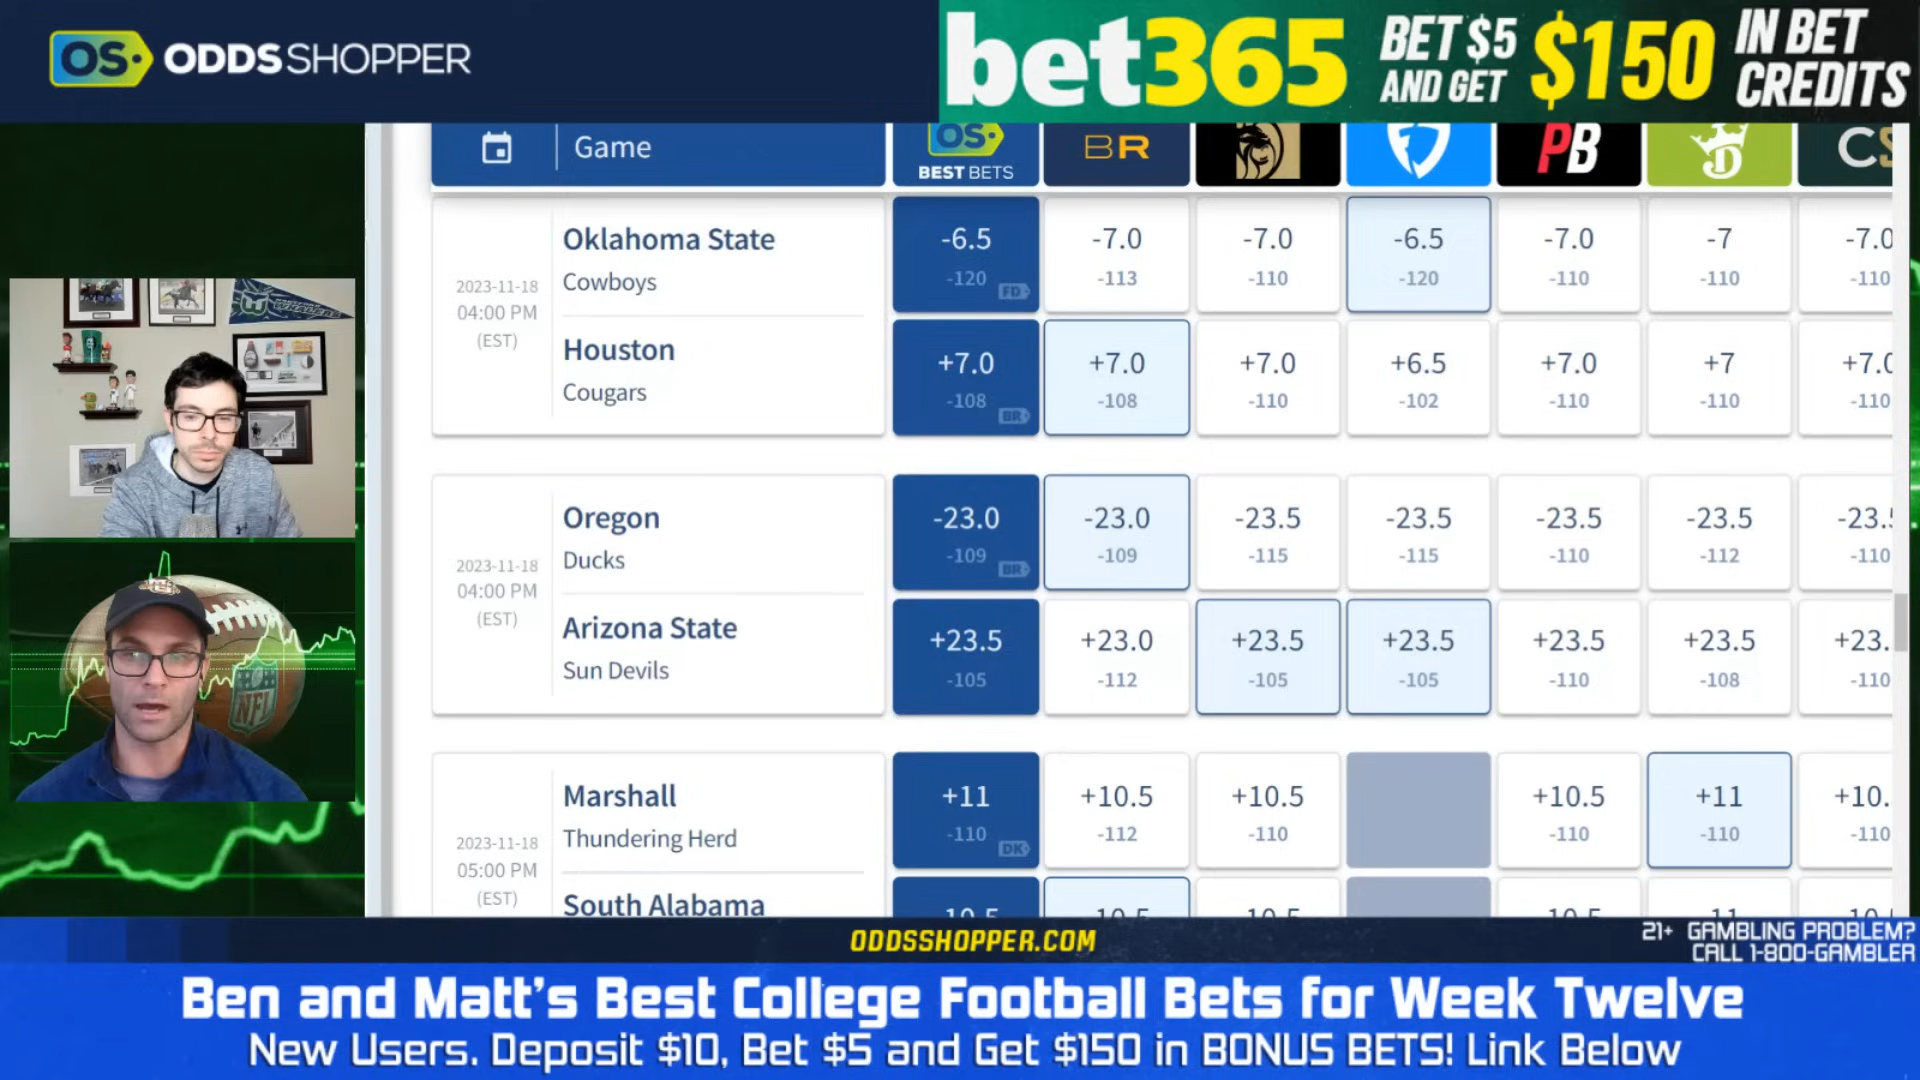 OS ODDSSHOPPER
bet365 BET $5 AND GET $150 IN BET CREDITS
Game
OS BEST BETS
BR
PB
D
CS
2023-11-18
04:00 PM
(EST)
Oklahoma State
Cowboys
-6.5 -7.0 -7.0 -6.5 -7.0 -7 -7.0
-120 FD -113 -110 -120 -110 -110 -110
Houston
Cougars
+7.0 +7.0 +7.0 +6.5 +7.0 +7 +7.0
-108 BR -108 -110 -102 -110 -110 -110
2023-11-18
04:00 PM
(EST)
Oregon
Ducks
-23.0 -23.0 -23.5 -23.5 -23.5 -23.5 -23.5
-109 BR -109 -115 -115 -110 -112 -110
Arizona State
Sun Devils
+23.5 +23.0 +23.5 +23.5 +23.5 +23.5 +23.
-105 -112 -105 -105 -110 -108 -110
2023-11-18
05:00 PM
(EST)
Marshall
Thundering Herd
+11 +10.5 +10.5 +10.5 +11 +10.
-110 DK -112 -110 -110 -110 -110
South Alabama
WHALERS
NFL
ODDSSHOPPER.COM
21+ GAMBLING PROBLEM?
CALL 1-800-GAMBLER
Ben and Matt's Best College Football Bets for Week Twelve
New Users. Deposit $10, Bet $5 and Get $150 in BONUS BETS! Link Below